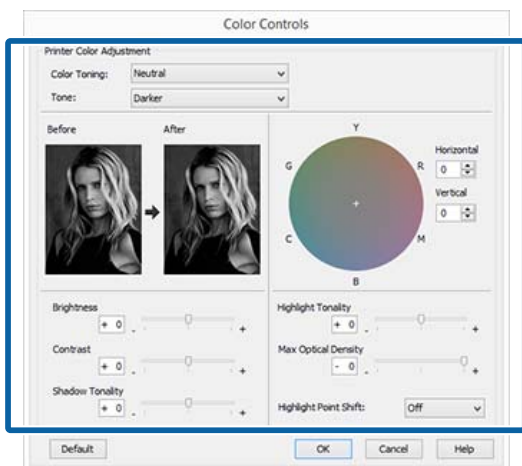 Color Controls
Printer Color Adjustment
Color Toning: Neutral
Tone: Darker
Before After
Y
G R
C M
B
Horizontal
0
Vertical
0
Brightness
+ 0 - +
Contrast
+ 0 - +
Shadow Tonality
+ 0 - +
Highlight Tonality
+ 0 - +
Max Optical Density
- 0 - +
Highlight Point Shift: Off
Default OK Cancel Help